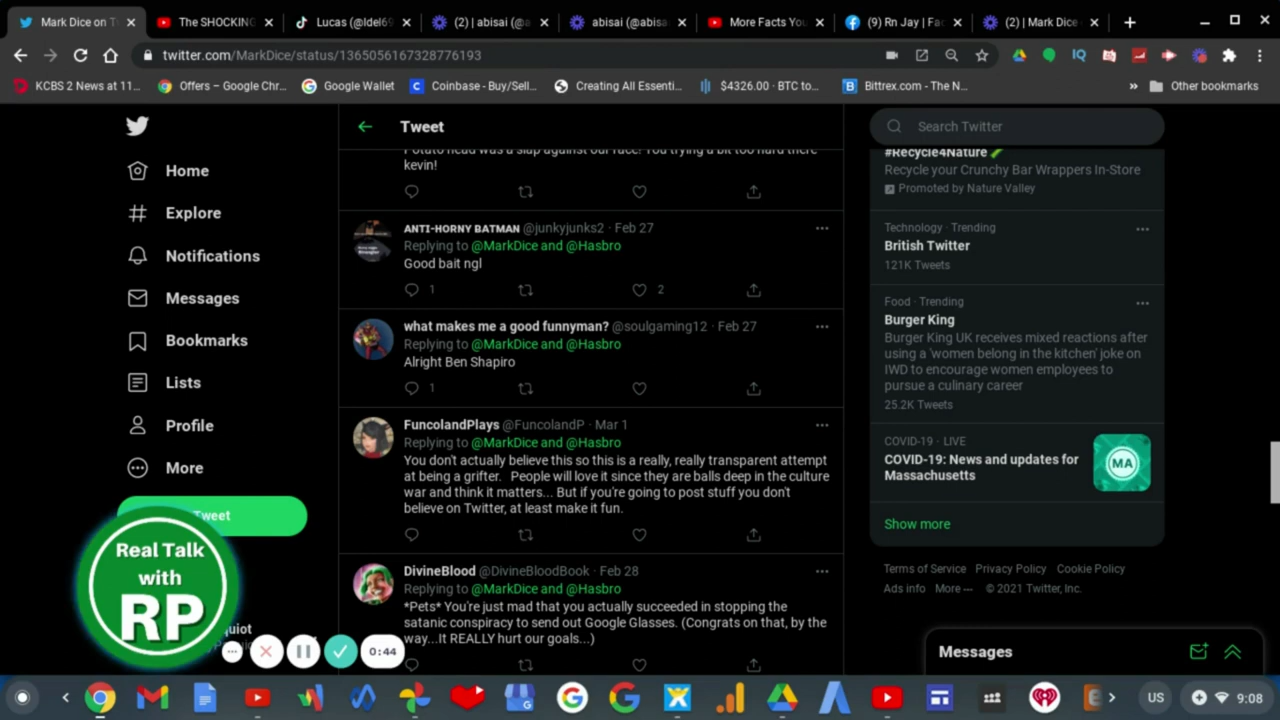 Mark Dice on T
The SHOCKING
Lucas (@Idel69
(2) | abisai (@a
abisai (@abisa
More Facts You
(9) Rn Jay | Fac
(2) | Mark Dice
twitter.com/MarkDice/status/1365056167328776193
KCBS 2 News at 11...
Offers – Google Chr...
Google Wallet
Coinbase - Buy/Sell...
Creating All Essenti...
$4326.00 · BTC to...
Bittrex.com - The N...
Other bookmarks
Home
Explore
Notifications
Messages
Bookmarks
Lists
Profile
More
Tweet
Real Talk
with
RP
quiot
0:44
Tweet
Potato head was a slap against our face! You trying a bit too hard there
kevin!
ANTI-HORNY BATMAN @junkyjunks2 · Feb 27
Replying to @MarkDice and @Hasbro
Good bait ngl
1
2
what makes me a good funnyman? @soulgaming12 · Feb 27
Replying to @MarkDice and @Hasbro
Alright Ben Shapiro
1
FuncolandPlays @FuncolandP · Mar 1
Replying to @MarkDice and @Hasbro
You don't actually believe this so this is a really, really transparent attempt
at being a grifter. People will love it since they are balls deep in the culture
war and think it matters... But if you're going to post stuff you don't
believe on Twitter, at least make it fun.
DivineBlood @DivineBloodBook · Feb 28
Replying to @MarkDice and @Hasbro
*Pets* You're just mad that you actually succeeded in stopping the
satanic conspiracy to send out Google Glasses. (Congrats on that, by the
way...It REALLY hurt our goals...)
Search Twitter
#Recycle4Nature
Recycle your Crunchy Bar Wrappers In-Store
Promoted by Nature Valley
Technology · Trending
British Twitter
121K Tweets
Food · Trending
Burger King
Burger King UK receives mixed reactions after
using a 'women belong in the kitchen' joke on
IWD to encourage women employees to
pursue a culinary career
25.2K Tweets
COVID-19 · LIVE
COVID-19: News and updates for
Massachusetts
MA
Show more
Terms of Service Privacy Policy Cookie Policy
Ads info More © 2021 Twitter, Inc.
Messages
US
9:08